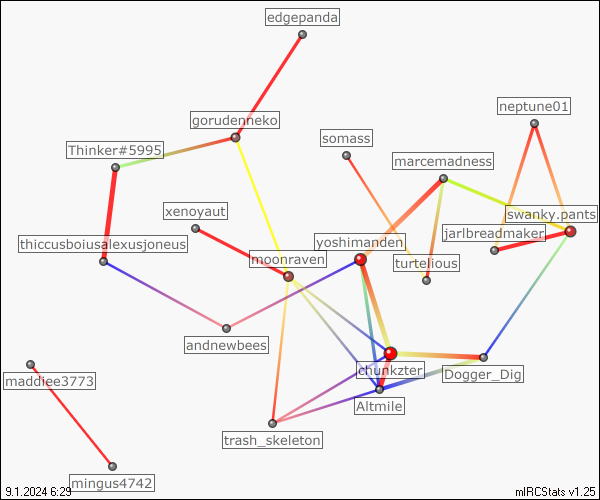 edgepanda
neptune01
gorudenneko
somass
Thinker#5995
marcemadness
xenoyaut
swanky.pants
jarlbreadmaker
thiccusboiusalexusjoneus
yoshimanden
moonraven
turtelious
andnewbees
chunkzter
Dogger_Dig
maddiee3773
Altmile
trash_skeleton
mingus4742
9.1.2024 6:29
mIRCStats v1.25